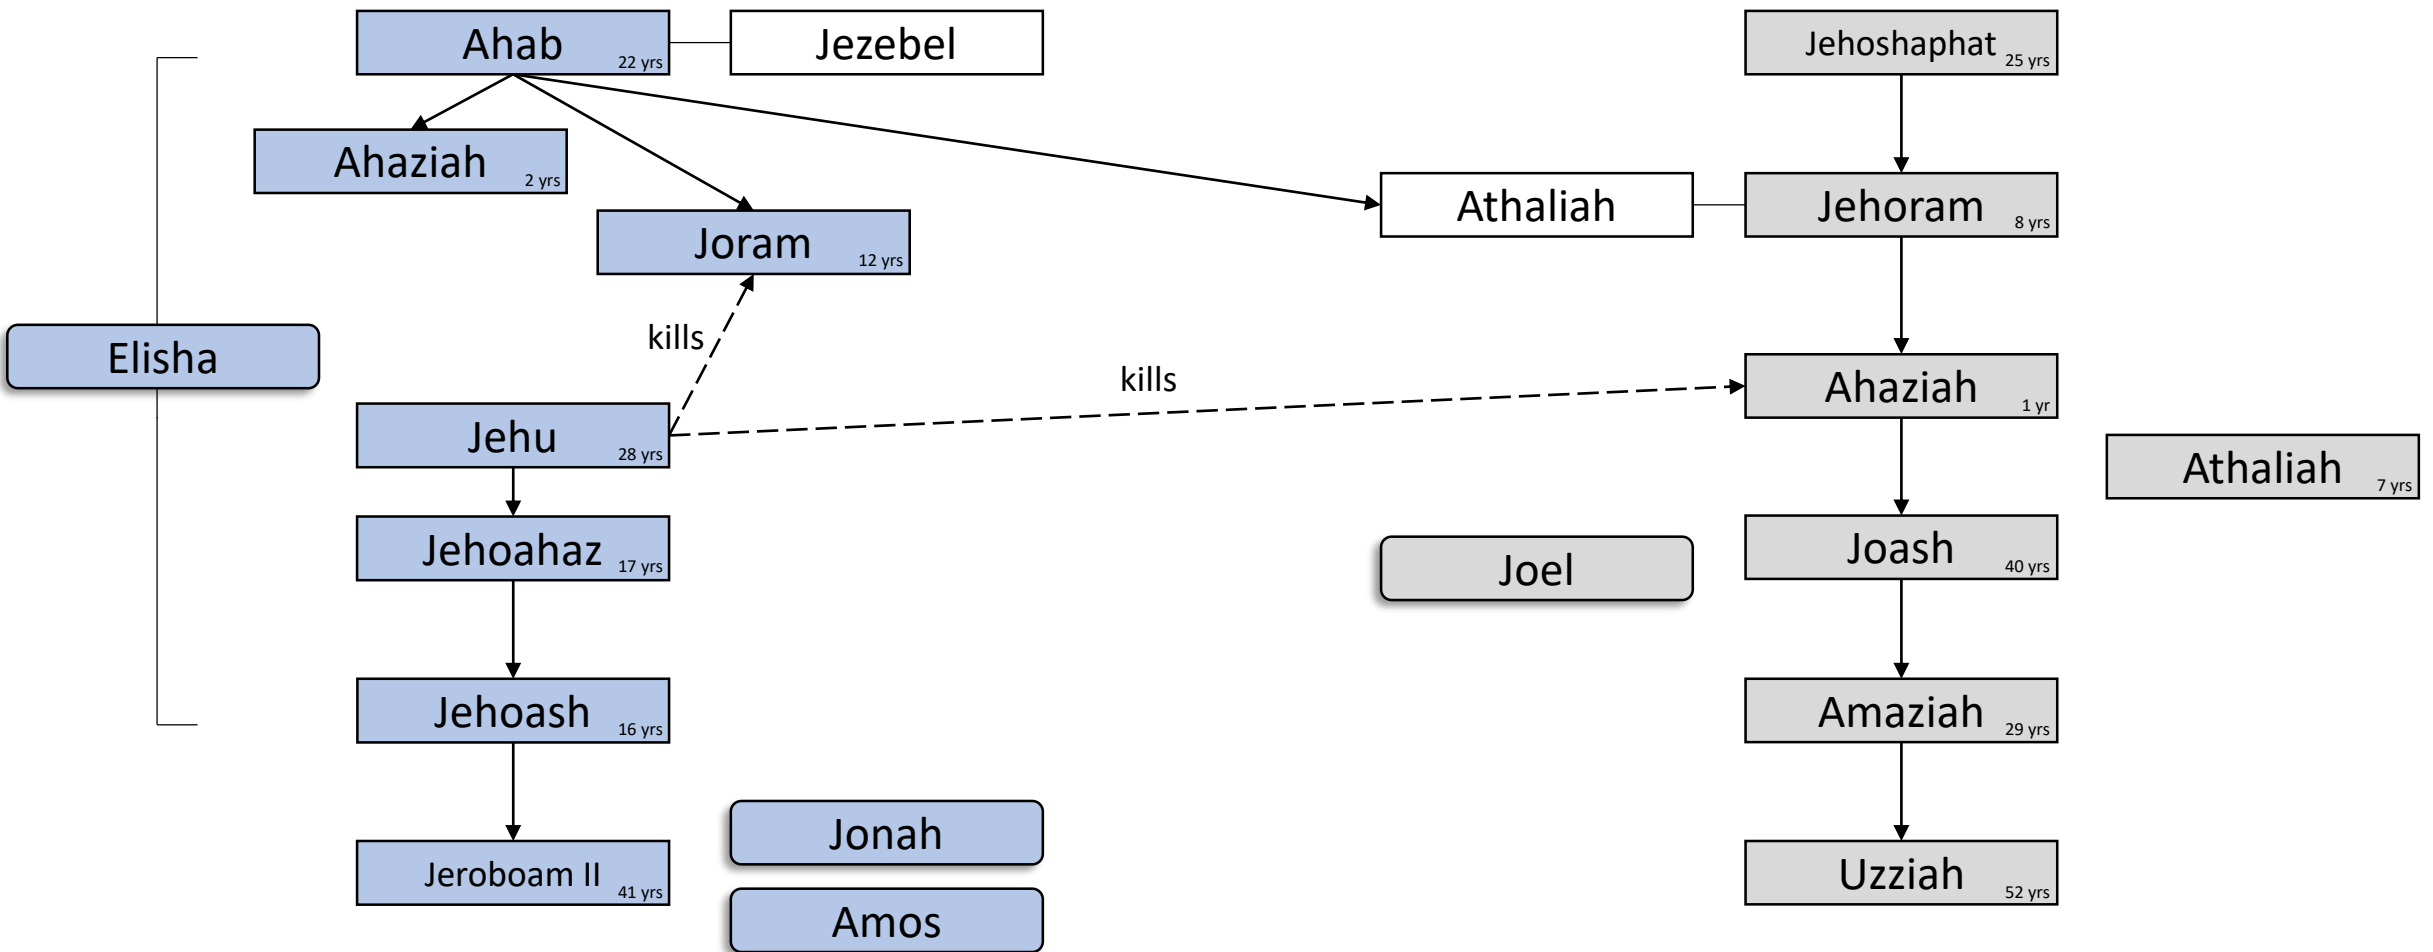 Ahab
22 yrs
Jezebel
Jehoshaphat
25 yrs
Ahaziah
2 yrs
Athaliah
Jehoram
8 yrs
Joram
12 yrs
kills
Elisha
kills
Ahaziah
1 yr
Jehu
28 yrs
Athaliah
7 yrs
Jehoahaz
17 yrs
Joel
Joash
40 yrs
Jehoash
16 yrs
Amaziah
29 yrs
Jonah
Jeroboam II
41 yrs
Uzziah
52 yrs
Amos